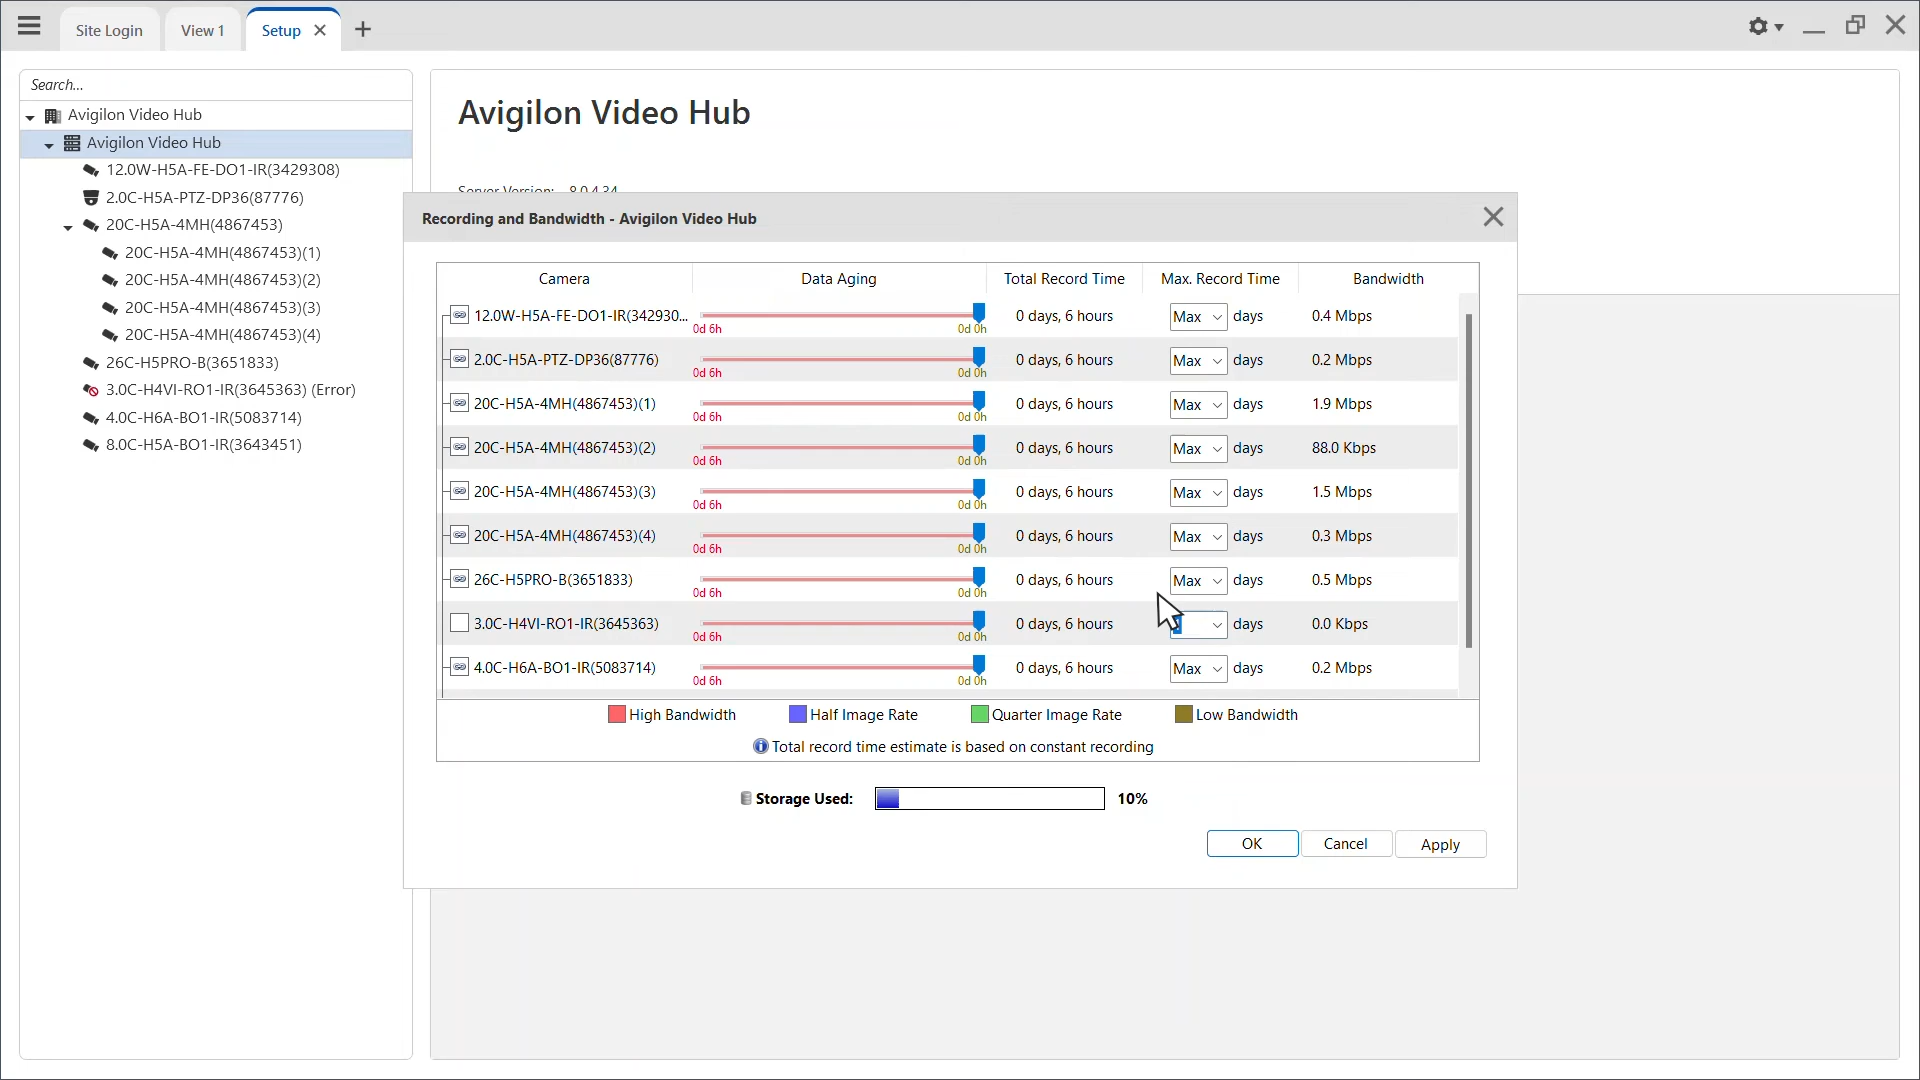 Site Login
View 1
Setup
Search...
Avigilon Video Hub
Avigilon Video Hub
12.0W-H5A-FE-DO1-IR(3429308)
2.0C-H5A-PTZ-DP36(87776)
20C-H5A-4MH(4867453)
20C-H5A-4MH(4867453)(1)
20C-H5A-4MH(4867453)(2)
20C-H5A-4MH(4867453)(3)
20C-H5A-4MH(4867453)(4)
26C-H5PRO-B(3651833)
3.0C-H4VI-RO1-IR(3645363) (Error)
4.0C-H6A-BO1-IR(5083714)
8.0C-H5A-BO1-IR(3643451)
Avigilon Video Hub
Server Version: 8.0.4.34
Recording and Bandwidth - Avigilon Video Hub
Camera Data Aging Total Record Time Max. Record Time Bandwidth
12.0W-H5A-FE-DO1-IR(342930... 0d 6h 0d 0h 0 days, 6 hours Max days 0.4 Mbps
2.0C-H5A-PTZ-DP36(87776) 0d 6h 0d 0h 0 days, 6 hours Max days 0.2 Mbps
20C-H5A-4MH(4867453)(1) 0d 6h 0d 0h 0 days, 6 hours Max days 1.9 Mbps
20C-H5A-4MH(4867453)(2) 0d 6h 0d 0h 0 days, 6 hours Max days 88.0 Kbps
20C-H5A-4MH(4867453)(3) 0d 6h 0d 0h 0 days, 6 hours Max days 1.5 Mbps
20C-H5A-4MH(4867453)(4) 0d 6h 0d 0h 0 days, 6 hours Max days 0.3 Mbps
26C-H5PRO-B(3651833) 0d 6h 0d 0h 0 days, 6 hours Max days 0.5 Mbps
3.0C-H4VI-RO1-IR(3645363) 0d 6h 0d 0h 0 days, 6 hours days 0.0 Kbps
4.0C-H6A-BO1-IR(5083714) 0d 6h 0d 0h 0 days, 6 hours Max days 0.2 Mbps
High Bandwidth Half Image Rate Quarter Image Rate Low Bandwidth
Total record time estimate is based on constant recording
Storage Used: 10%
OK Cancel Apply